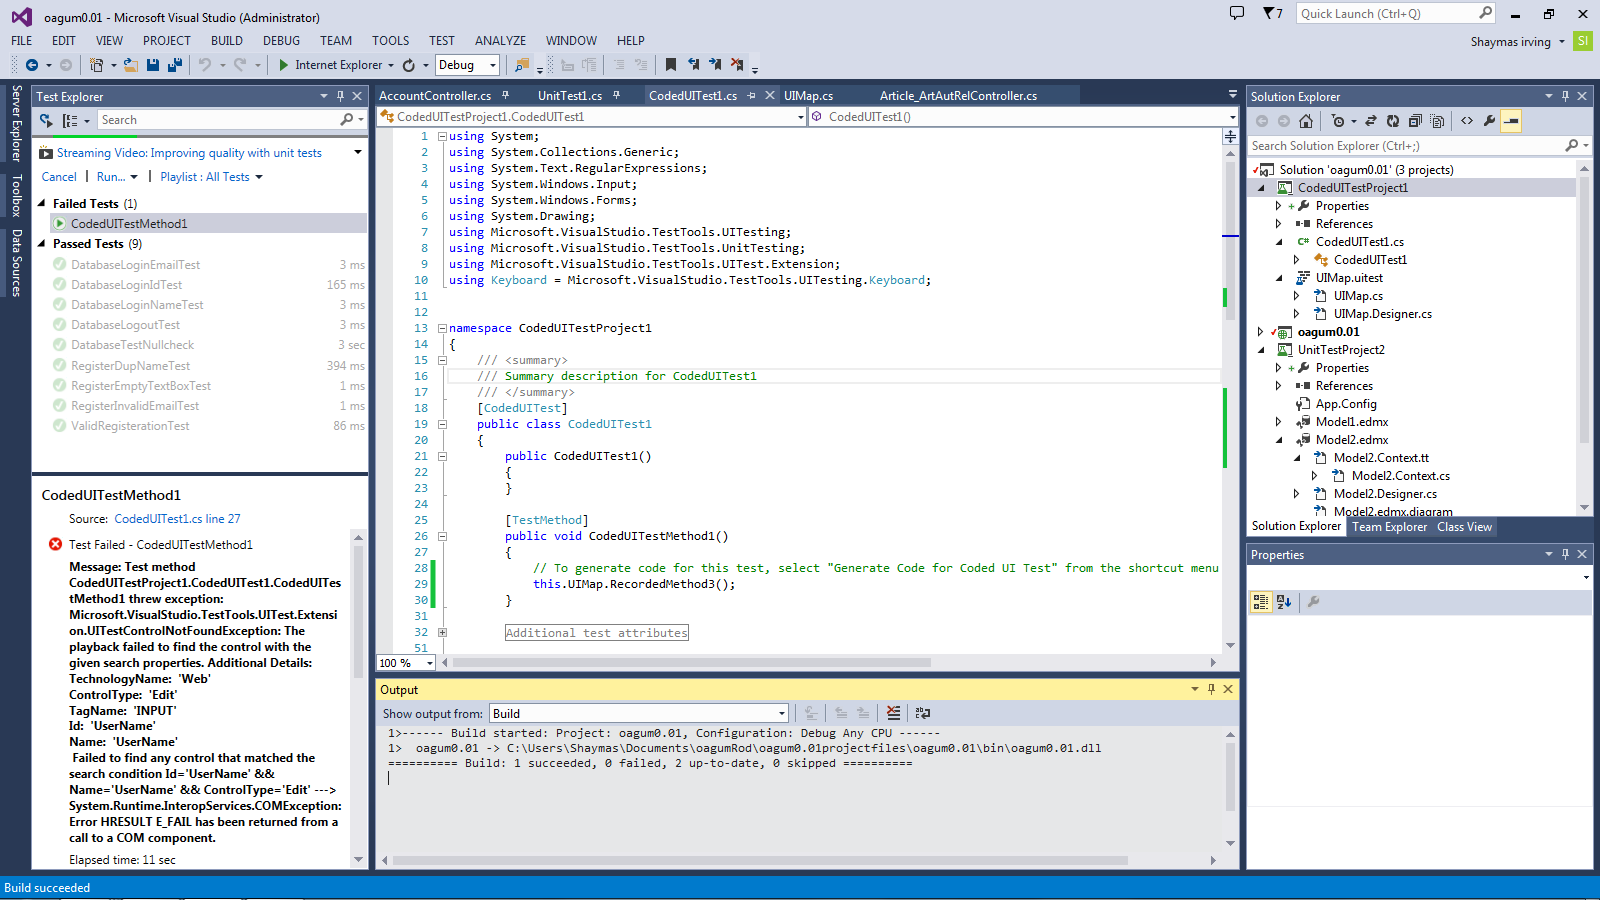 oagum0.01 - Microsoft Visual Studio (Administrator)
7
Quick Launch (Ctrl+Q)
FILE EDIT VIEW PROJECT BUILD DEBUG TEAM TOOLS TEST ANALYZE WINDOW HELP
Shaymas irving
SI
Internet Explorer
Debug
Server Explorer
Toolbox
Data Sources
Test Explorer
Search
Streaming Video: Improving quality with unit tests
Cancel | Run... | Playlist : All Tests
Failed Tests (1)
CodedUITestMethod1
Passed Tests (9)
DatabaseLoginEmailTest 3 ms
DatabaseLoginIdTest 165 ms
DatabaseLoginNameTest 3 ms
DatabaseLogoutTest 3 ms
DatabaseTestNullcheck 3 sec
RegisterDupNameTest 394 ms
RegisterEmptyTextBoxTest 1 ms
RegisterInvalidEmailTest 1 ms
ValidRegisterationTest 86 ms
CodedUITestMethod1
Source: CodedUITest1.cs line 27
Test Failed - CodedUITestMethod1
Message: Test method
CodedUITestProject1.CodedUITest1.CodedUITes
tMethod1 threw exception:
Microsoft.VisualStudio.TestTools.UITest.Extensi
on.UITestControlNotFoundException: The
playback failed to find the control with the
given search properties. Additional Details:
TechnologyName: 'Web'
ControlType: 'Edit'
TagName: 'INPUT'
Id: 'UserName'
Name: 'UserName'
Failed to find any control that matched the
search condition Id='UserName' &&
Name='UserName' && ControlType='Edit' --->
System.Runtime.InteropServices.COMException:
Error HRESULT E_FAIL has been returned from a
call to a COM component.
Elapsed time: 11 sec
AccountController.cs UnitTest1.cs CodedUITest1.cs UIMap.cs Article_ArtAutRelController.cs
CodedUITestProject1.CodedUITest1 CodedUITest1()
1 using System;
2 using System.Collections.Generic;
3 using System.Text.RegularExpressions;
4 using System.Windows.Input;
5 using System.Windows.Forms;
6 using System.Drawing;
7 using Microsoft.VisualStudio.TestTools.UITesting;
8 using Microsoft.VisualStudio.TestTools.UnitTesting;
9 using Microsoft.VisualStudio.TestTools.UITest.Extension;
10 using Keyboard = Microsoft.VisualStudio.TestTools.UITesting.Keyboard;
11
12
13 namespace CodedUITestProject1
14 {
15 /// <summary>
16 /// Summary description for CodedUITest1
17 /// </summary>
18 [CodedUITest]
19 public class CodedUITest1
20 {
21 public CodedUITest1()
22 {
23 }
24
25 [TestMethod]
26 public void CodedUITestMethod1()
27 {
28 // To generate code for this test, select "Generate Code for Coded UI Test" from the shortcut menu
29 this.UIMap.RecordedMethod3();
30 }
31
32 Additional test attributes
51
100 %
Output
Show output from: Build
1>------ Build started: Project: oagum0.01, Configuration: Debug Any CPU ------
1> oagum0.01 -> C:\Users\Shaymas\Documents\oagumRod\oagum0.01projectfiles\oagum0.01\bin\oagum0.01.dll
========== Build: 1 succeeded, 0 failed, 2 up-to-date, 0 skipped ==========
Solution Explorer
Search Solution Explorer (Ctrl+;)
Solution 'oagum0.01' (3 projects)
CodedUITestProject1
Properties
References
CodedUITest1.cs
CodedUITest1
UIMap.uitest
UIMap.cs
UIMap.Designer.cs
oagum0.01
UnitTestProject2
Properties
References
App.Config
Model1.edmx
Model2.edmx
Model2.Context.tt
Model2.Context.cs
Model2.Designer.cs
Model2.edmx.diagram
Solution Explorer Team Explorer Class View
Properties
Build succeeded